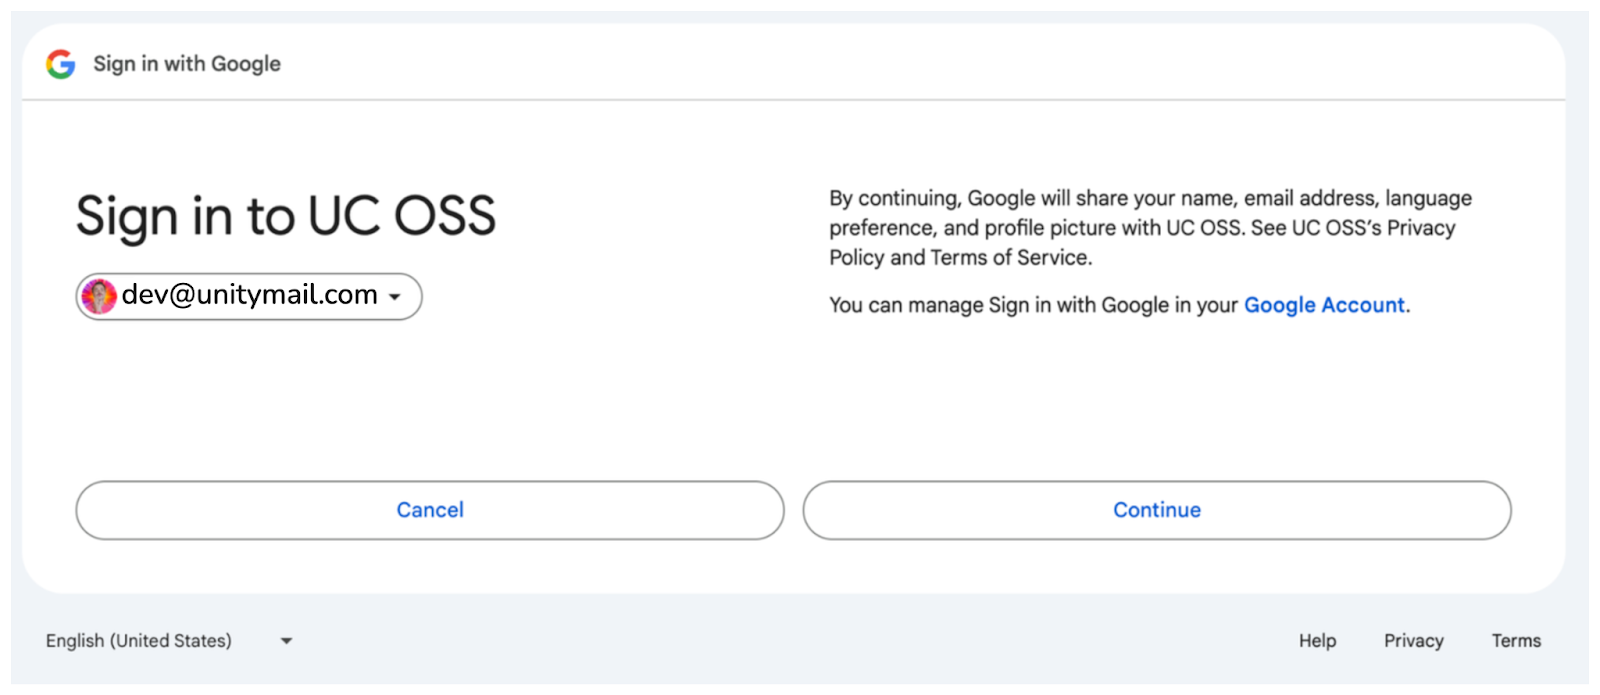 Sign in with Google
Sign in to UC OSS
dev@unitymail.com
By continuing, Google will share your name, email address, language
preference, and profile picture with UC OSS. See UC OSS’s Privacy
Policy and Terms of Service.
You can manage Sign in with Google in your Google Account.
Cancel
Continue
English (United States)
Help
Privacy
Terms